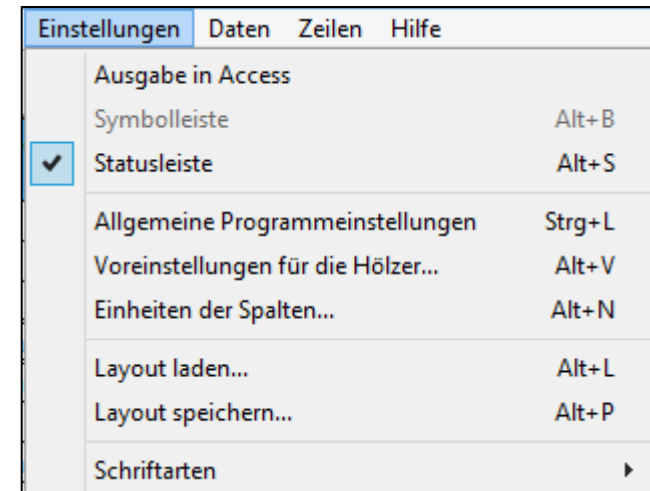 Einstellungen Daten Zeilen Hilfe
Ausgabe in Access
Symbolleiste Alt+B
Statusleiste Alt+S
Allgemeine Programmeinstellungen Strg+L
Voreinstellungen für die Hölzer... Alt+V
Einheiten der Spalten... Alt+N
Layout laden... Alt+L
Layout speichern... Alt+P
Schriftarten